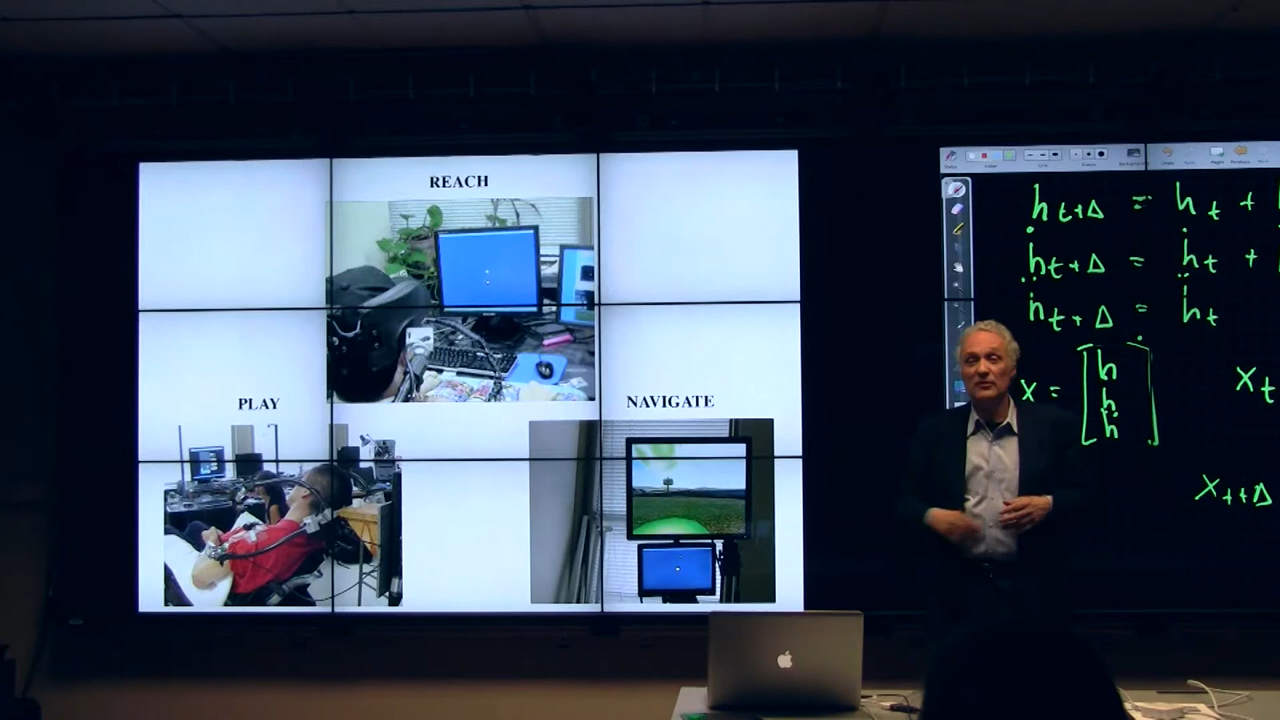 REACH
PLAY
NAVIGATE
h t+Δ = h t +
ḣ t+Δ = ḣ t +
ḧ t+Δ = ḧ t
x = [h ḣ ḧ]
x t
x t+Δ